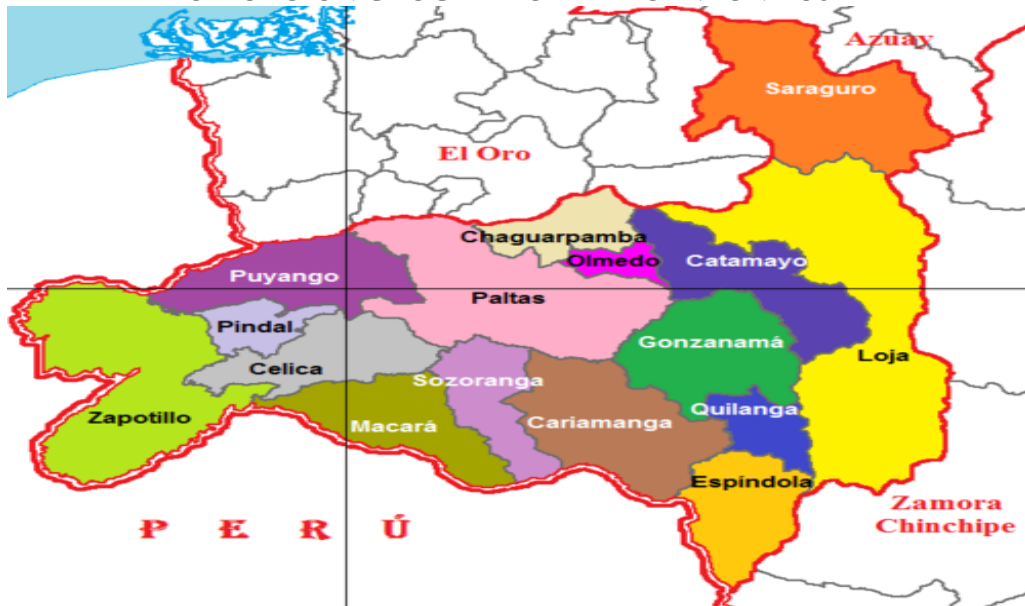 Azuay
Saraguro
El Oro
Chaguarpamba
Olmedo
Catamayo
Puyango
Paltas
Pindal
Gonzanamá
Loja
Celica
Sozoranga
Zapotillo
Macará
Cariamanga
Quilanga
Espíndola
Zamora
Chinchipe
PERÚ